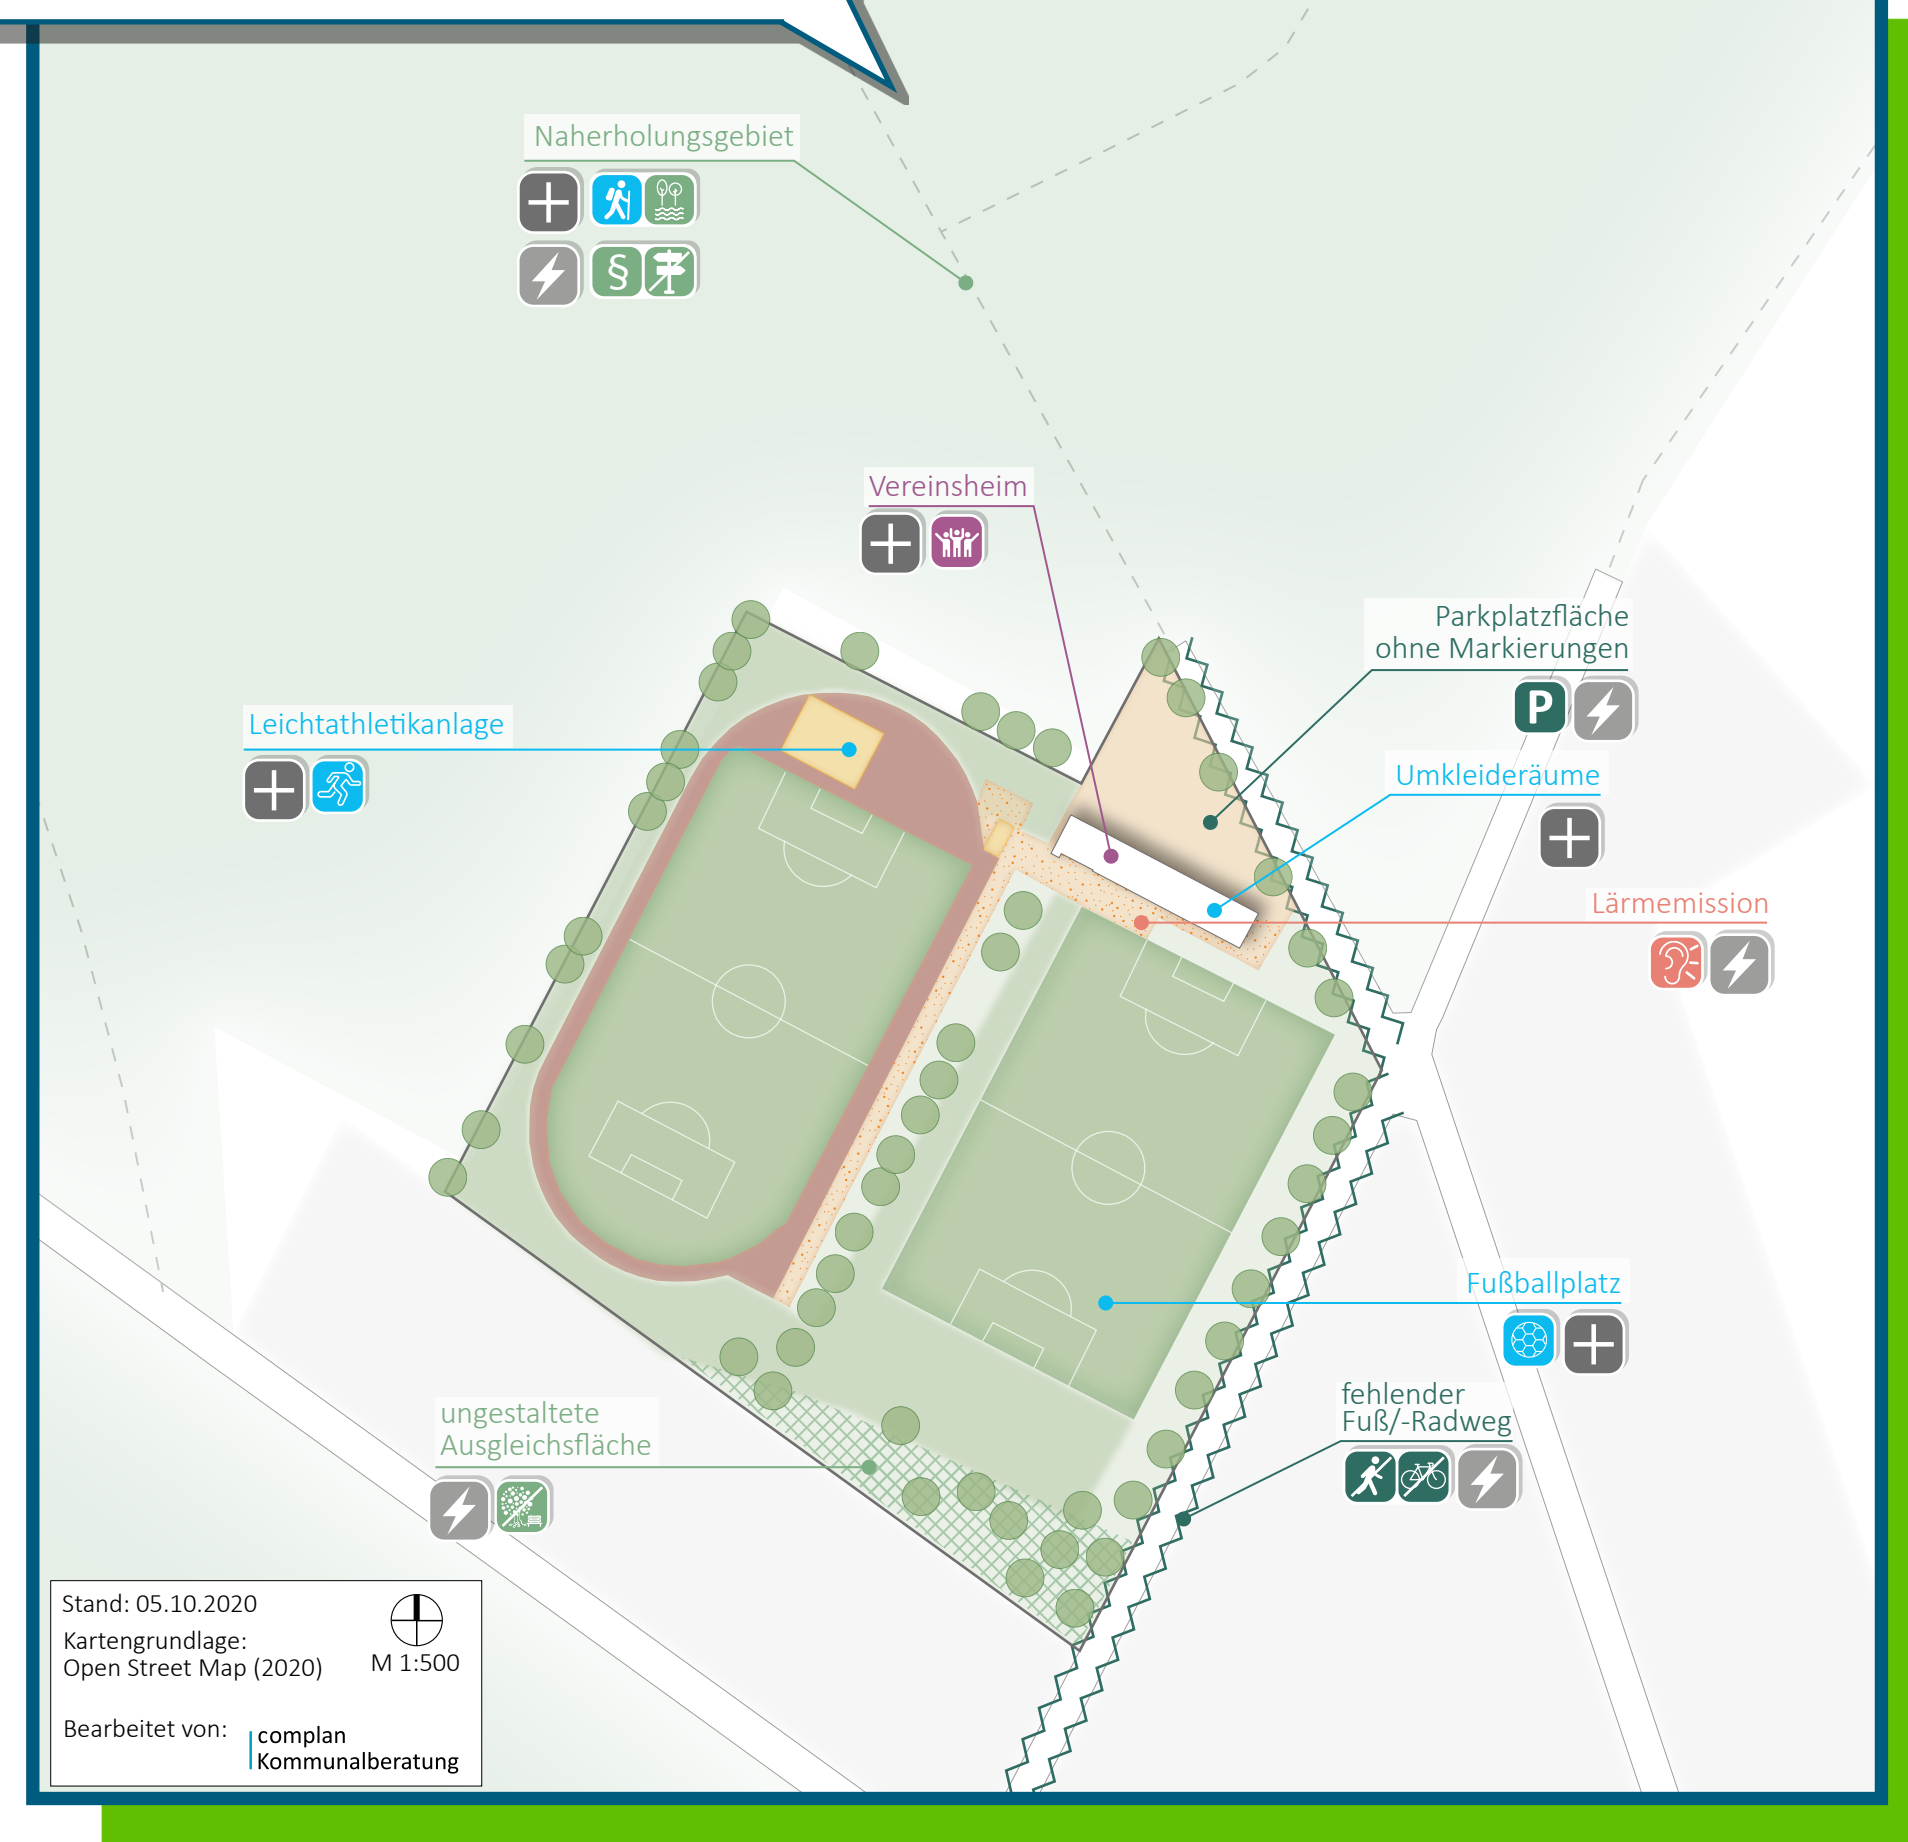 Naherholungsgebiet
§
Vereinsheim
Parkplatzfläche
ohne Markierungen
P
Leichtathletikanlage
Umkleideräume
Lärmemission
Fußballplatz
fehlender
Fuß/-Radweg
ungestaltete
Ausgleichsfläche
Stand: 05.10.2020
Kartengrundlage:
Open Street Map (2020)
M 1:500
Bearbeitet von:
complan
Kommunalberatung